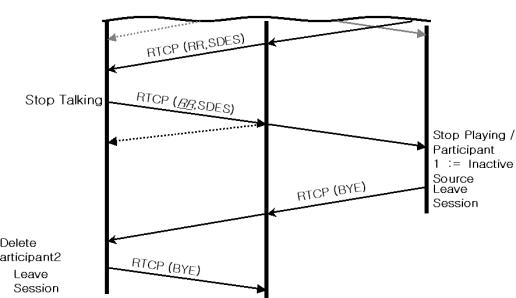 RTCP (RR,SDES)
Stop Talking
RTCP (RR,SDES)
Stop Playing /
Participant
1 := Inactive
Source
Leave
Session
RTCP (BYE)
Delete
articipant2
Leave
Session
RTCP (BYE)